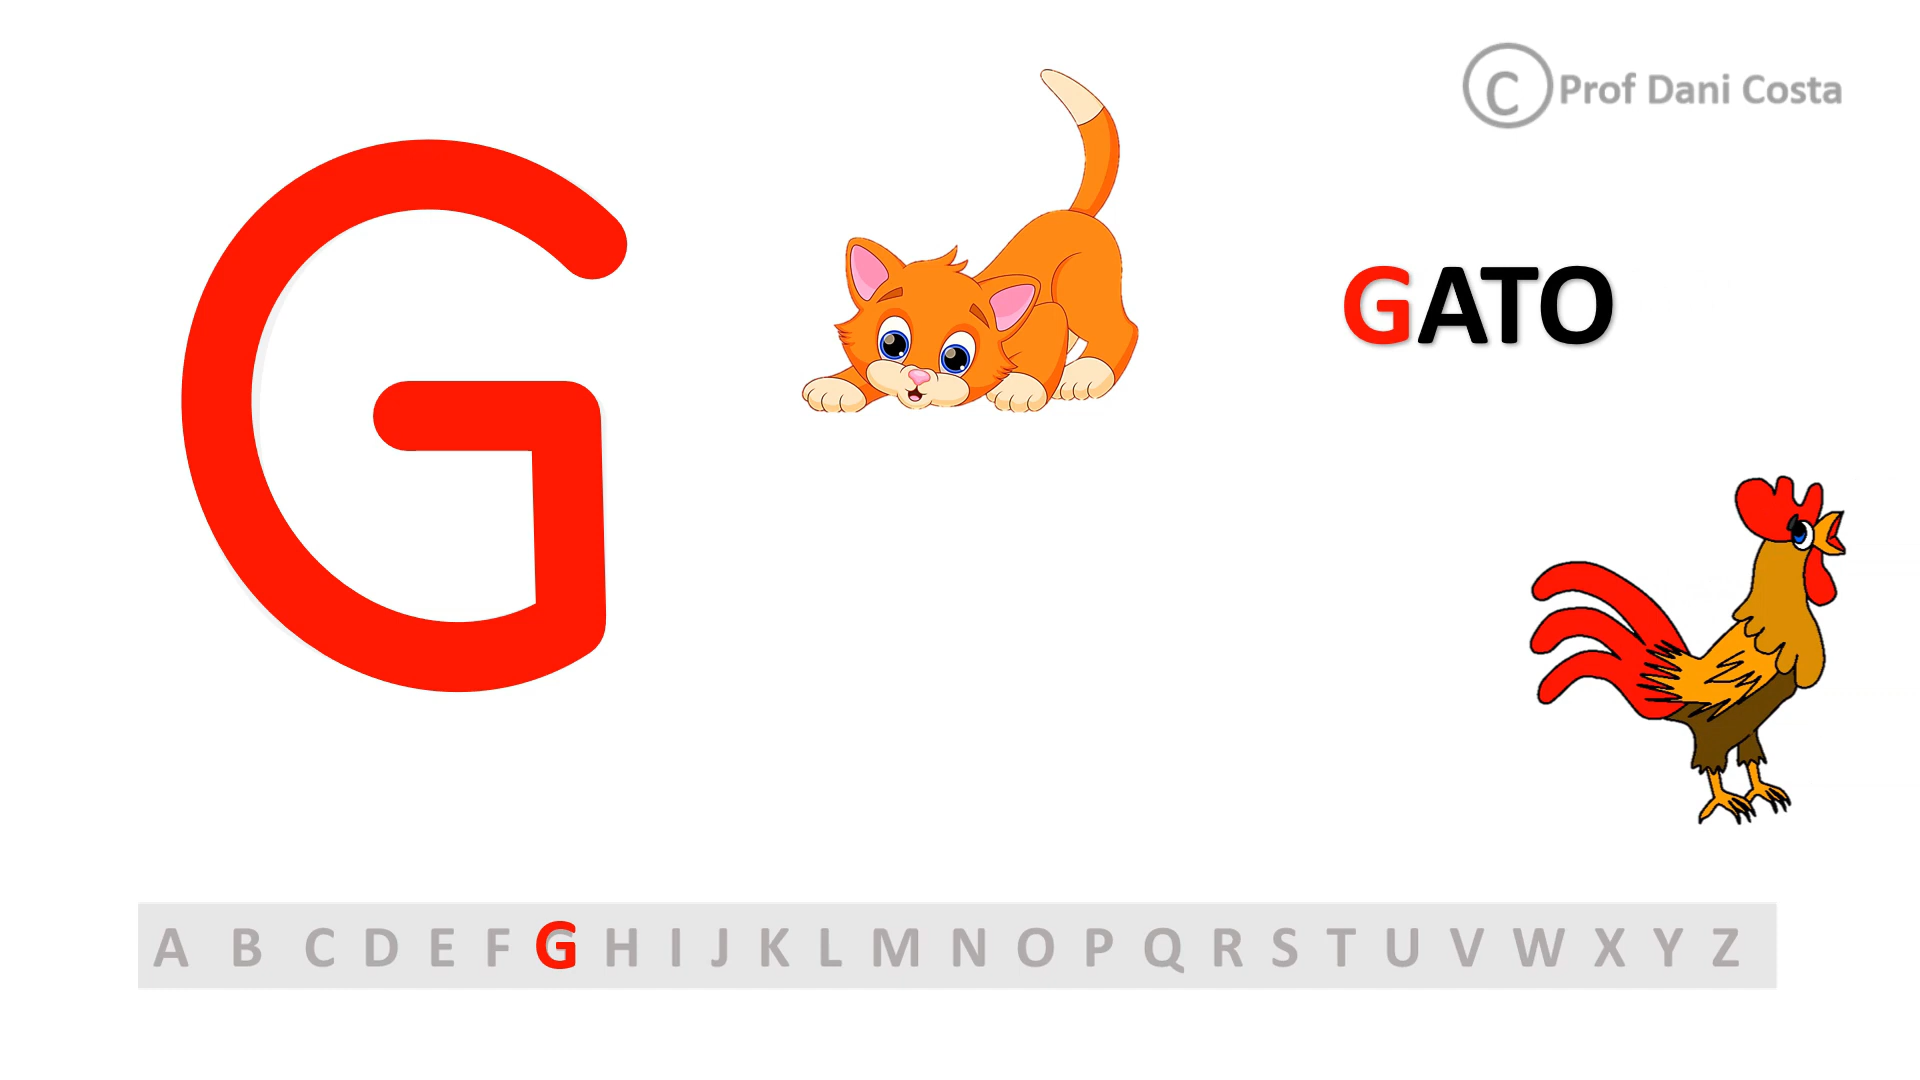 © Prof Dani Costa
G
GATO
A B C D E F G H I J K L M N O P Q R S T U V W X Y Z